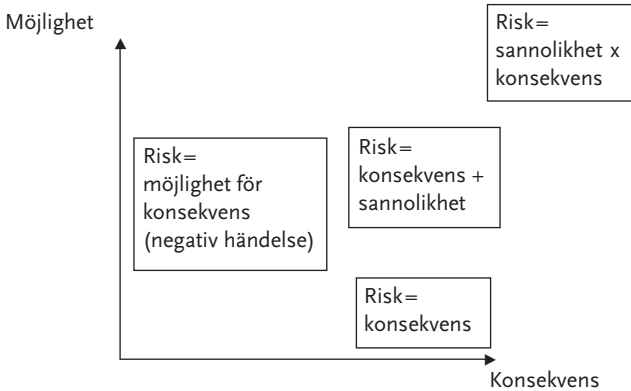 Möjlighet
Risk=
sannolikhet x
konsekvens
Risk=
möjlighet för
konsekvens
(negativ händelse)
Risk=
konsekvens +
sannolikhet
Risk=
konsekvens
Konsekvens